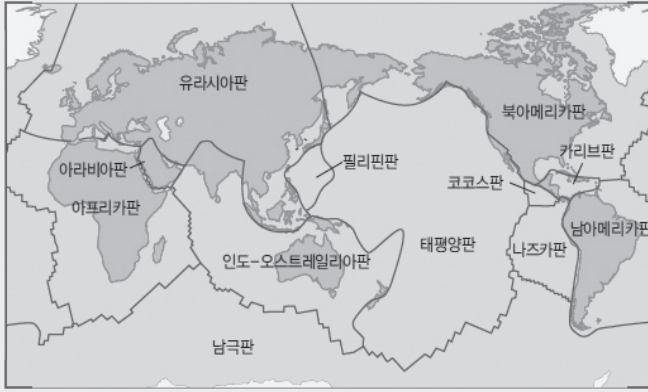 유라시아판
북아메리카판
카리브판
아라비아판
필리핀판
코코스판
아프리카판
남아메리카판
태평양판
나즈카판
인도-오스트레일리아판
남극판